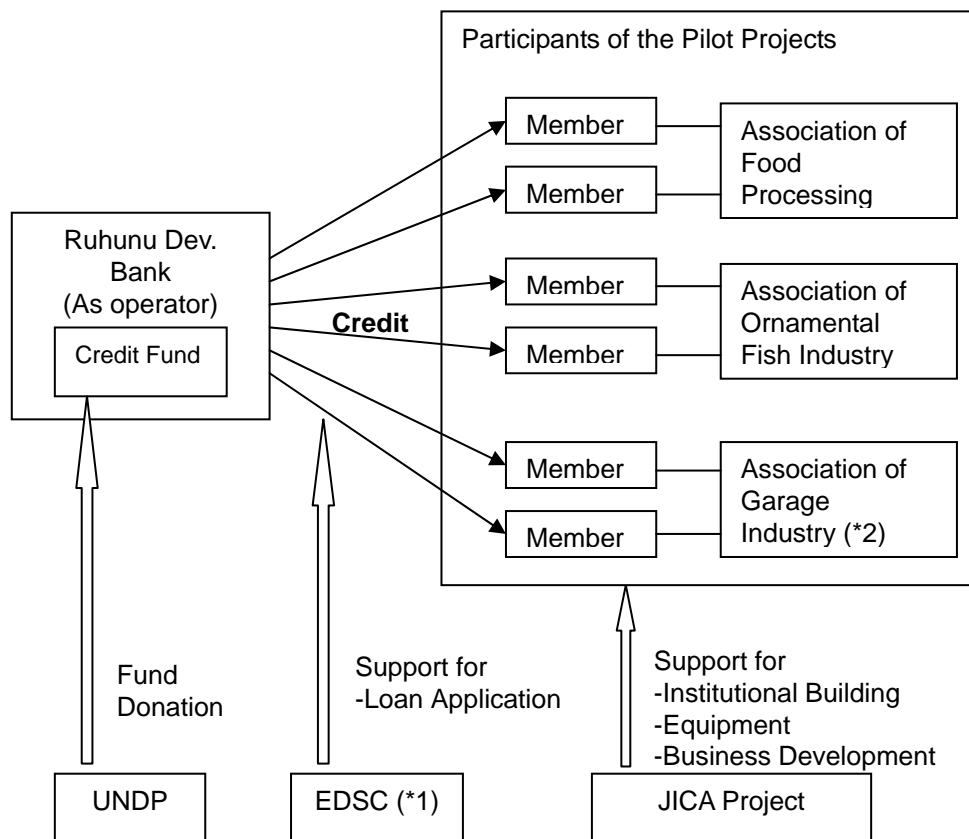 Participants of the Pilot Projects
Member
Member
Association of
Food
Processing
Ruhunu Dev.
Bank
(As operator)
Credit Fund
Credit
Member
Member
Association of
Ornamental
Fish Industry
Member
Member
Association of
Garage
Industry (*2)
Fund
Donation
Support for
-Loan Application
Support for
-Institutional Building
-Equipment
-Business Development
UNDP
EDSC (*1)
JICA Project